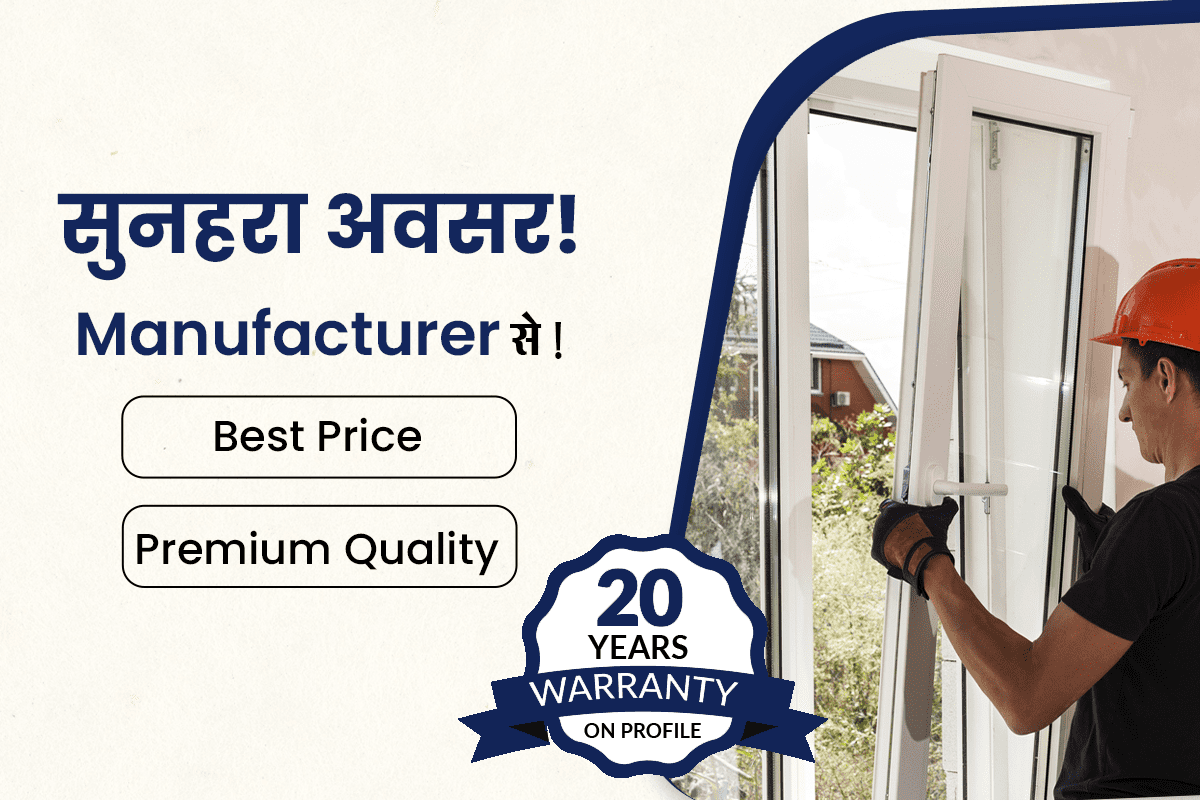 सुनहरा अवसर!
Manufacturer से !
Best Price
Premium Quality
20
YEARS
WARRANTY
ON PROFILE